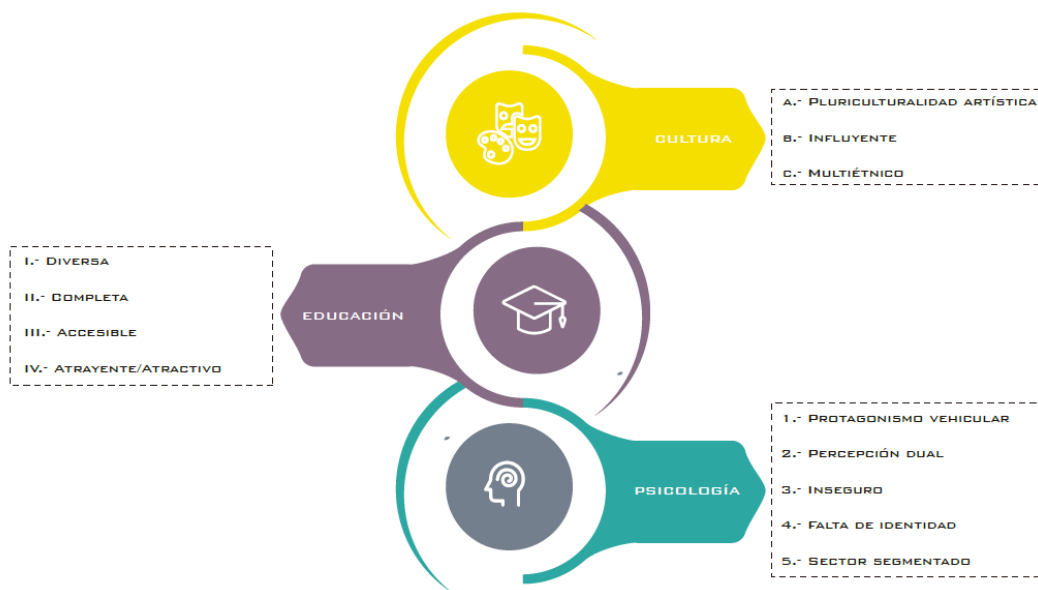 CULTURA
A.- PLURICULTURALIDAD ARTÍSTICA
B.- INFLUYENTE
C.- MULTIÉTNICO
EDUCACIÓN
I.- DIVERSA
II.- COMPLETA
III.- ACCESIBLE
IV.- ATRAYENTE/ATRACTIVO
PSICOLOGÍA
1.- PROTAGONISMO VEHICULAR
2.- PERCEPCIÓN DUAL
3.- INSEGURO
4.- FALTA DE IDENTIDAD
5.- SECTOR SEGMENTADO